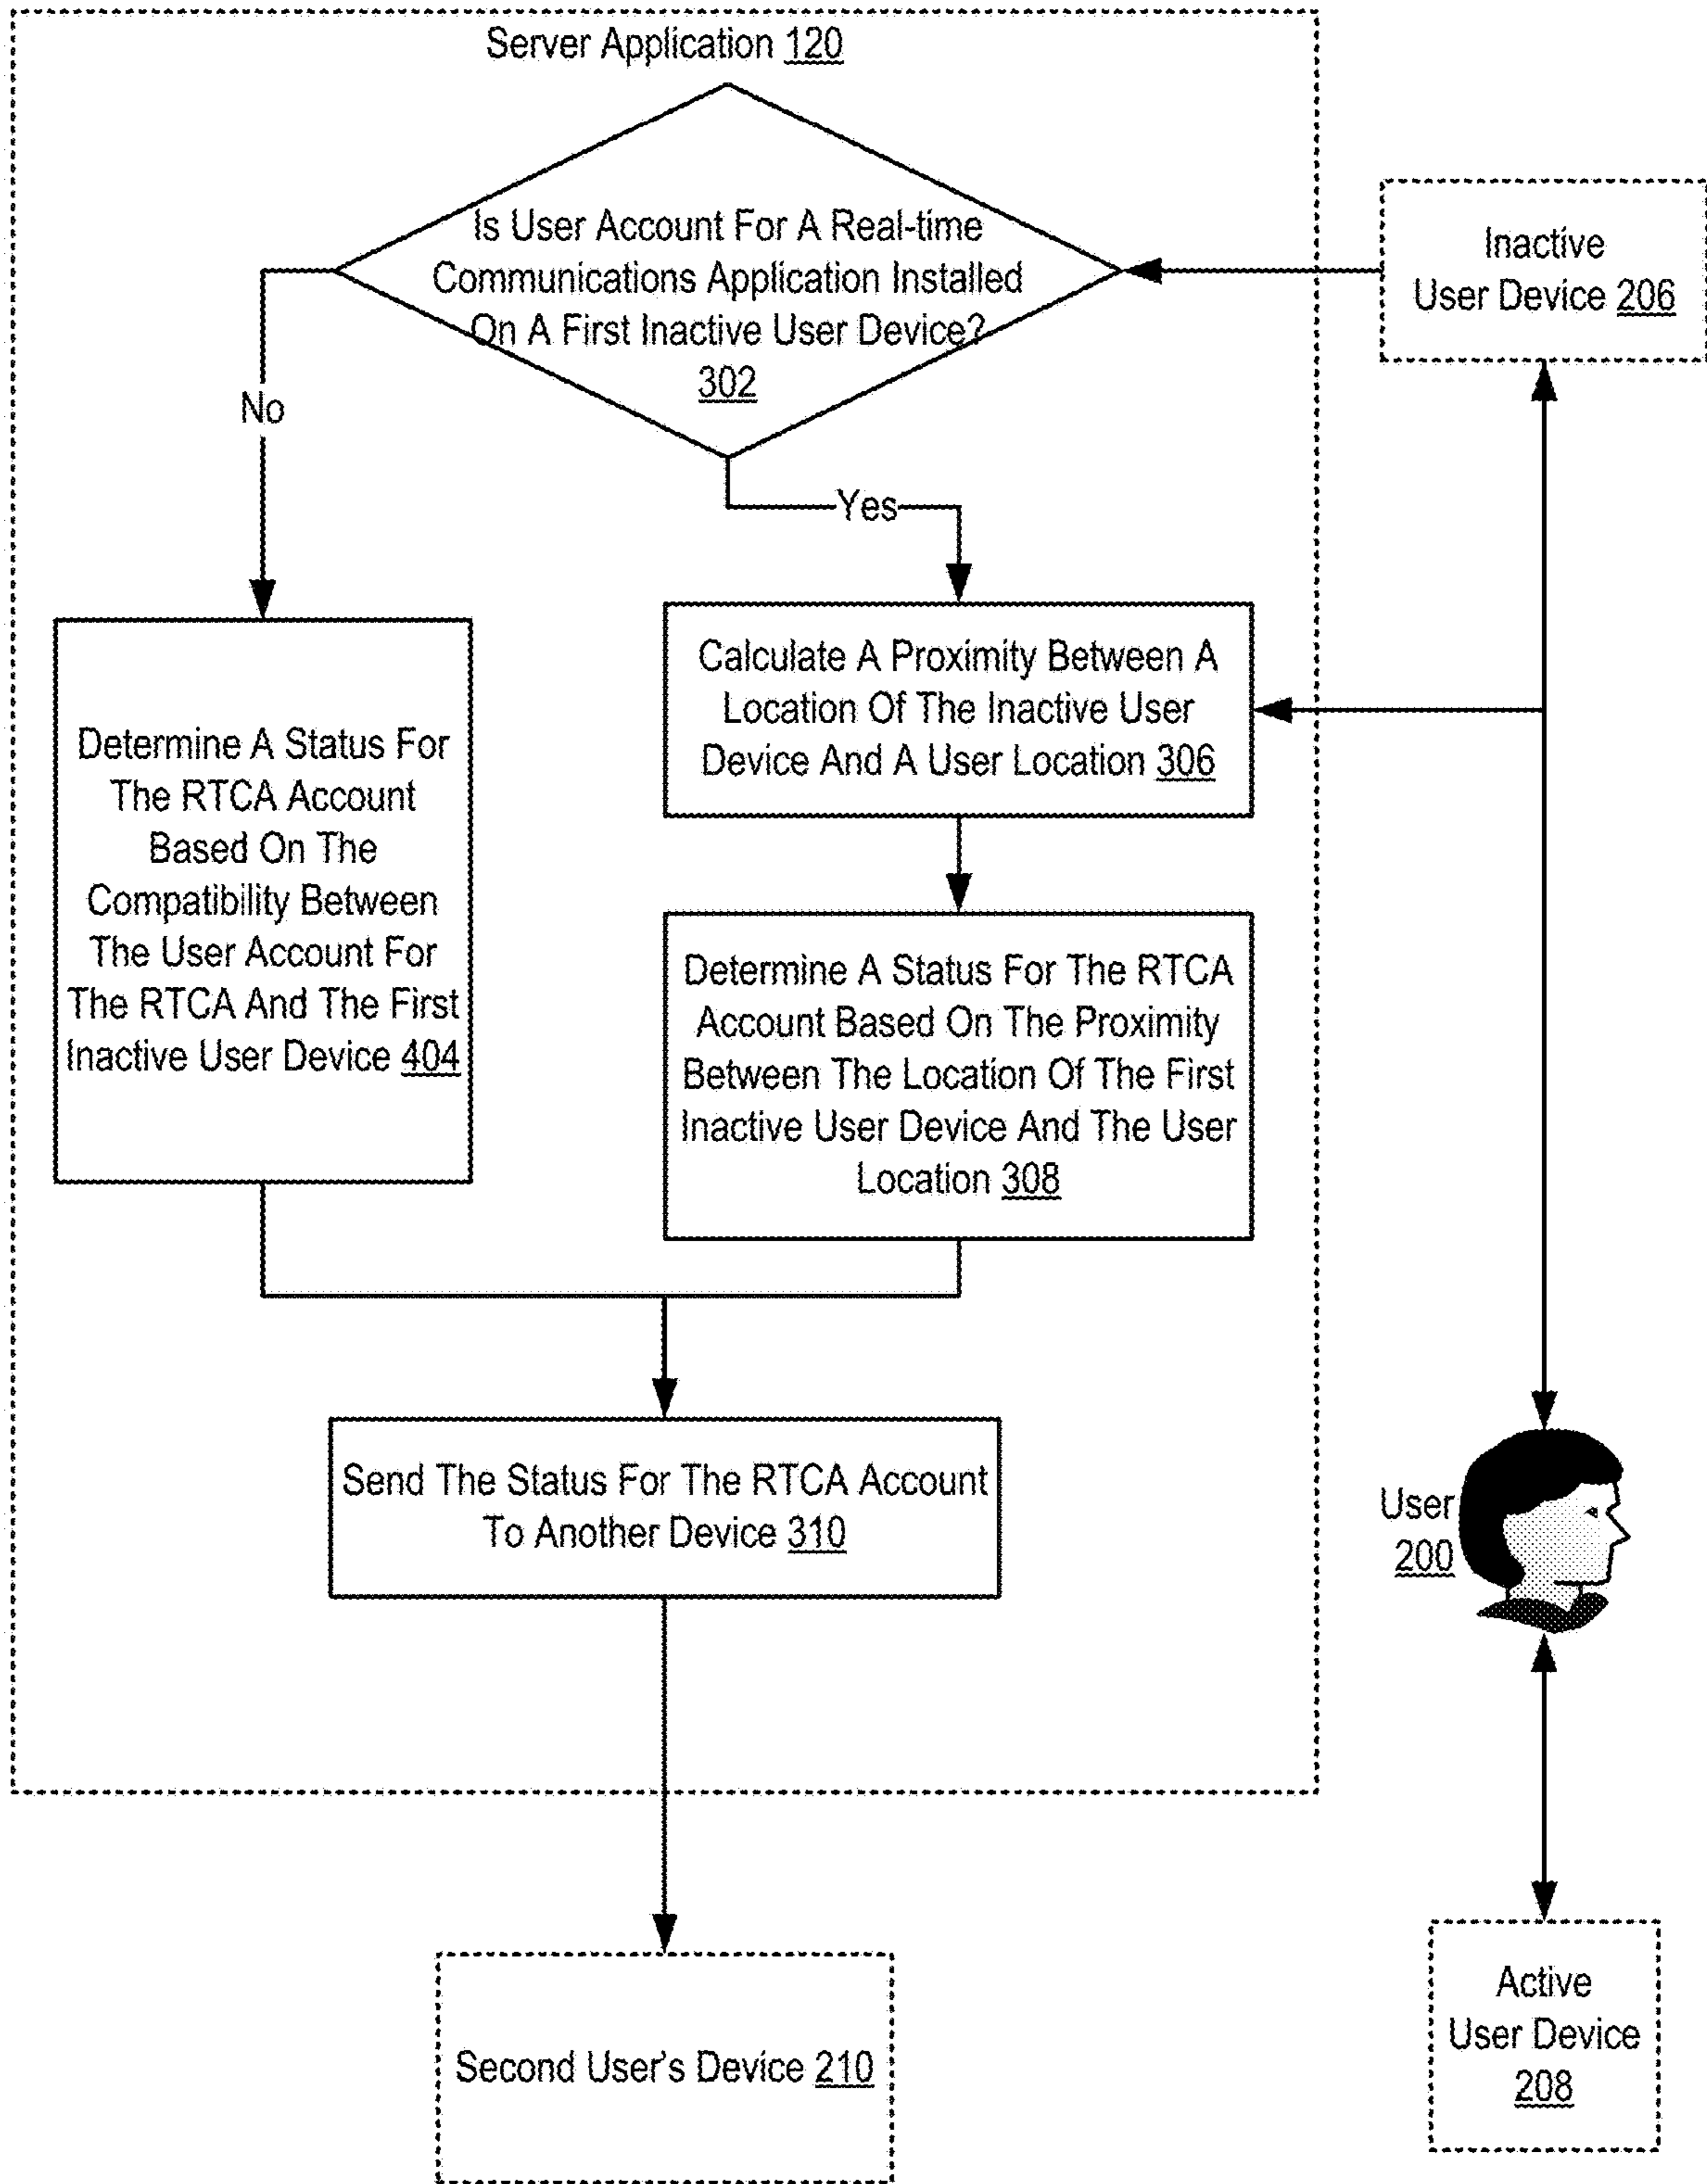 Server Application 120
Is User Account For A Real-time
Communications Application Installed
On A First Inactive User Device?
302
Inactive
User Device 206
No
Yes
Calculate A Proximity Between A
Location Of The Inactive User
Device And A User Location 306
Determine A Status For
The RTCA Account
Based On The
Compatibility Between
The User Account For
The RTCA And The First
Inactive User Device 404
Determine A Status For The RTCA
Account Based On The Proximity
Between The Location Of The First
Inactive User Device And The User
Location 308
Send The Status For The RTCA Account
To Another Device 310
User
200
Second User's Device 210
Active
User Device
208